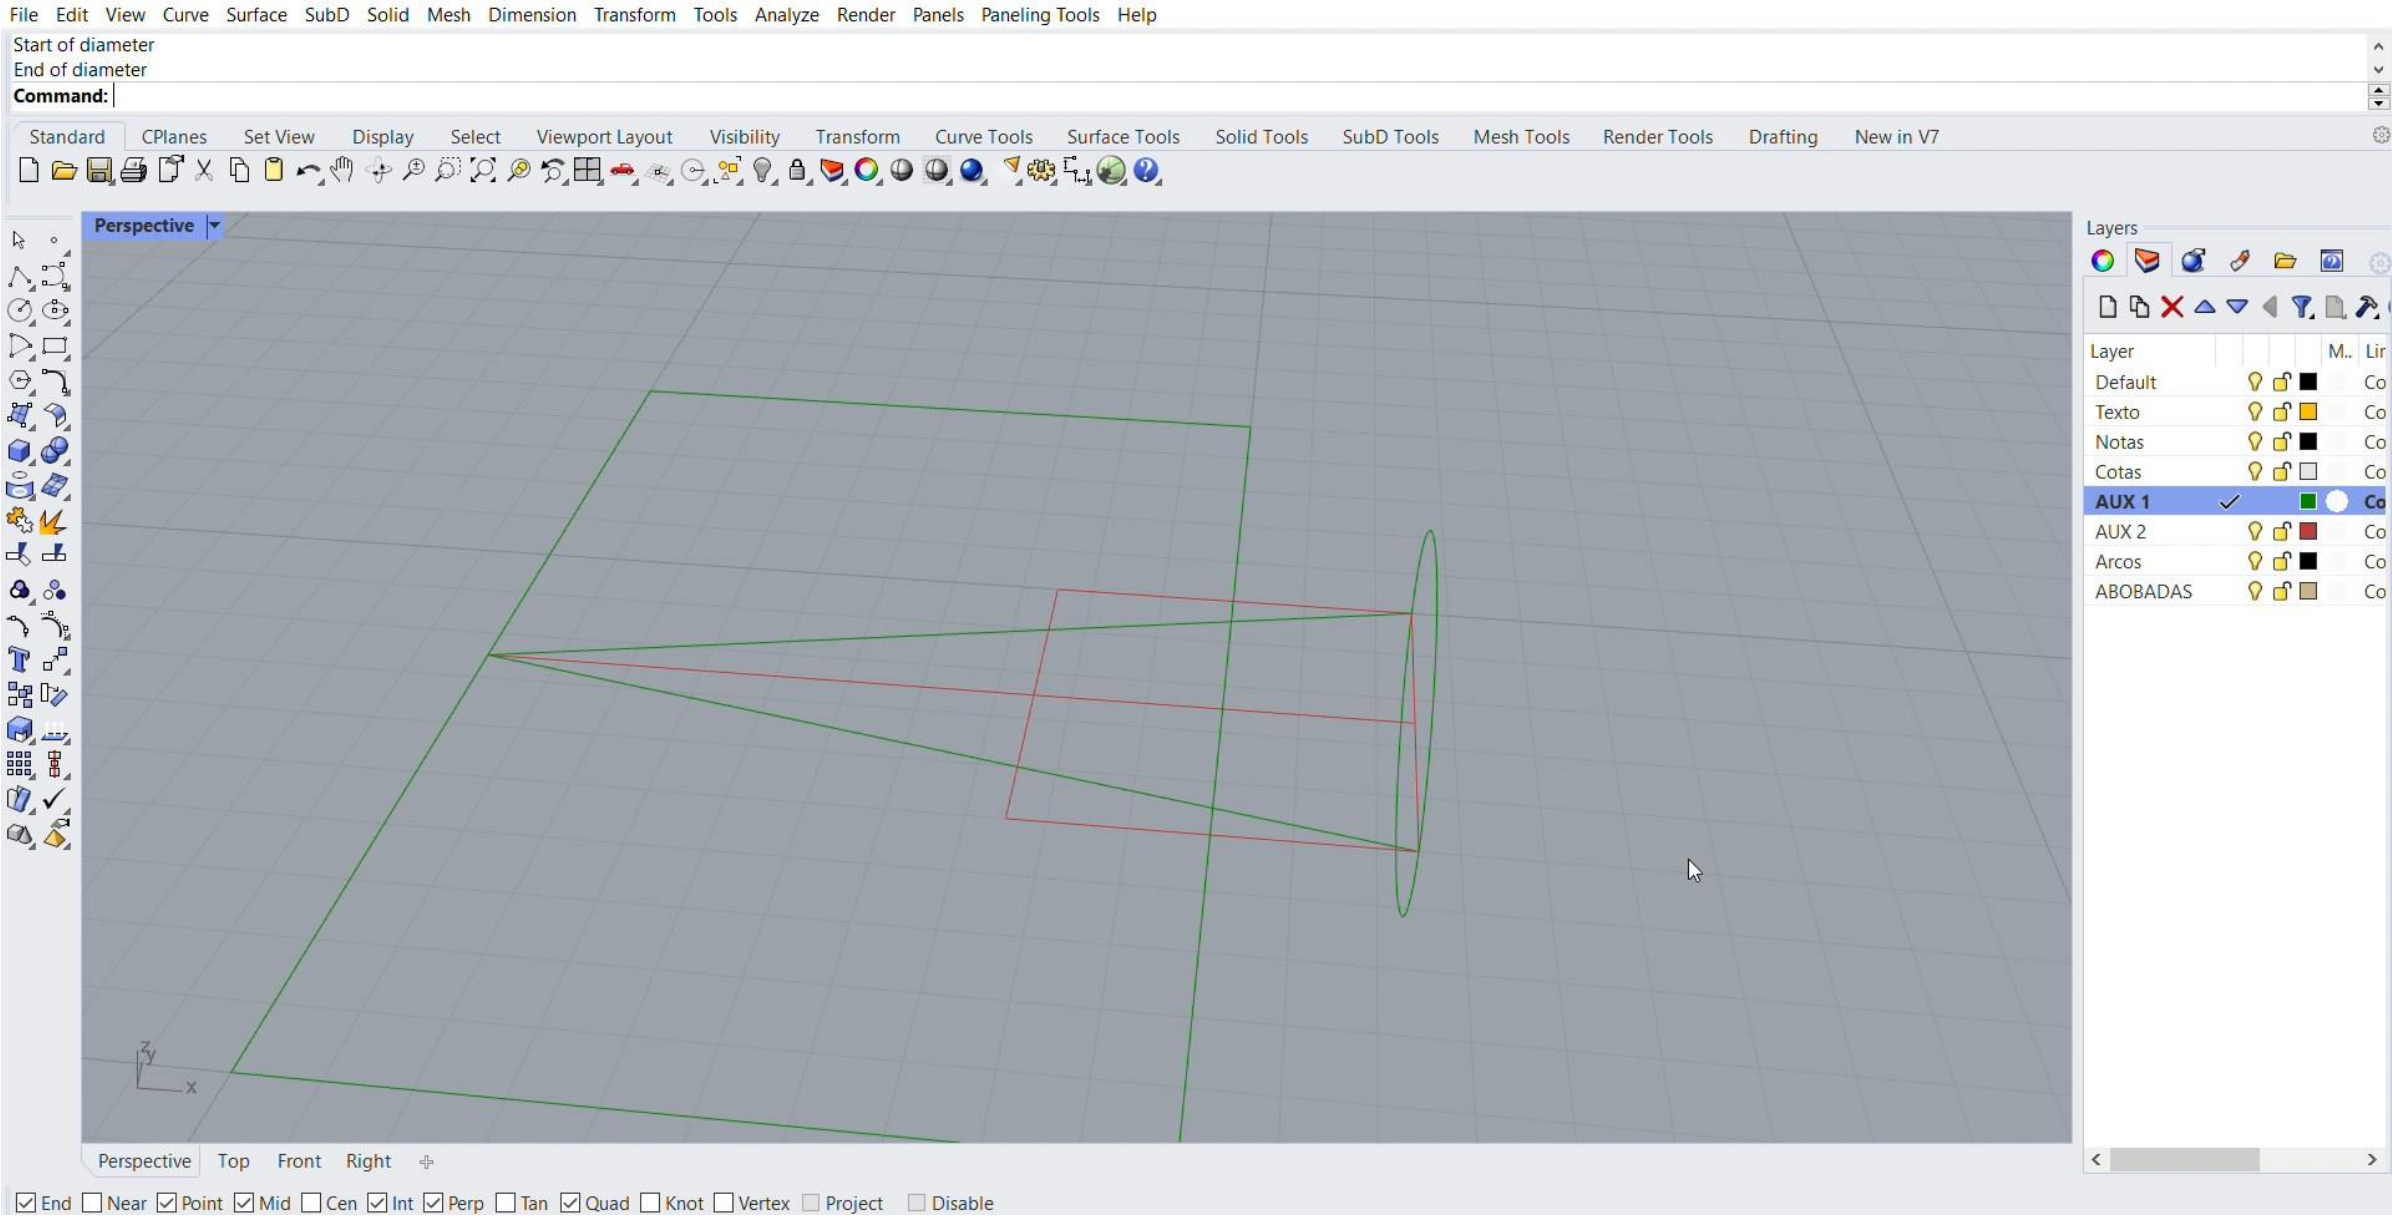 File Edit View Curve Surface SubD Solid Mesh Dimension Transform Tools Analyze Render Panels Paneling Tools Help
Start of diameter
End of diameter
Command:
Standard CPlanes Set View Display Select Viewport Layout Visibility Transform Curve Tools Surface Tools Solid Tools SubD Tools Mesh Tools Render Tools Drafting New in V7
Perspective
Layers
Layer M.. Lir
Default Co
Texto Co
Notas Co
Cotas Co
AUX 1 Co
AUX 2 Co
Arcos Co
ABOBADAS Co
z
y
x
Perspective Top Front Right
End Near Point Mid Cen Int Perp Tan Quad Knot Vertex Project Disable